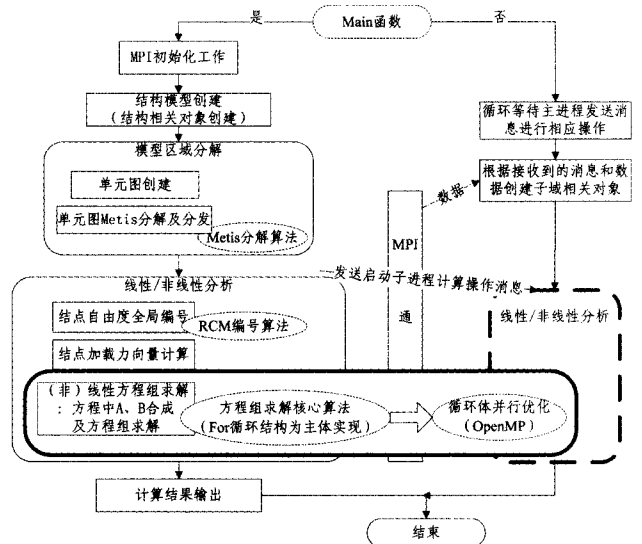 是
Main函数
否
MPI初始化工作
结构模型创建
(结构相关对象创建)
循环等待主进程发送消
息进行相应操作
模型区域分解
单元图创建
单元图Metis分解及分发
Metis分解算法
数据
根据接收到的消息和数
据创建子域相关对象
MPI
通
发送启动子进程计算操作消息
线性/非线性分析
结点自由度全局编号
RCM编号算法
结点加载力向量计算
线性/非线性分析
(非)线性方程组求解
:方程中A、B合成
及方程组求解
方程组求解核心算法
(For循环结构为主体实现)
循环体并行优化
(OpenMP)
计算结果输出
结束